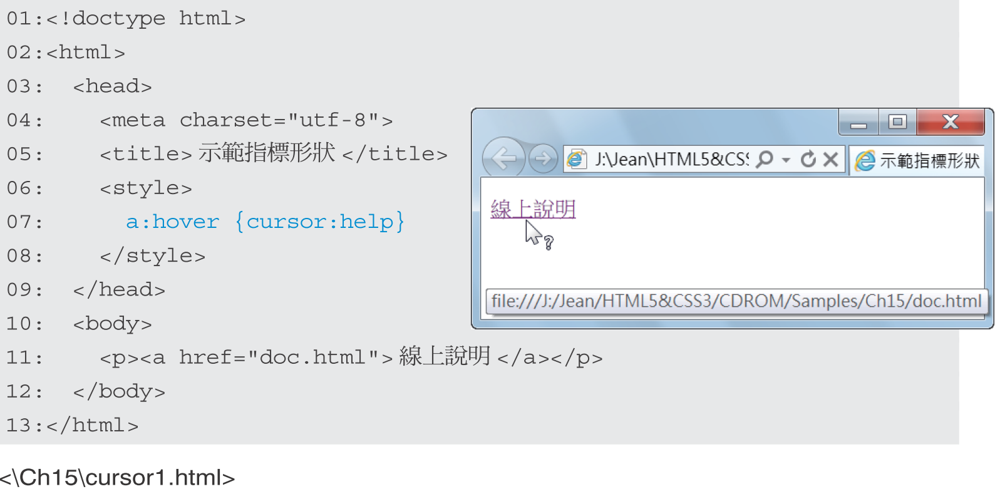 01:<!doctype html>
02:<html>
03:  <head>
04:    <meta charset="utf-8">
05:    <title> 示範指標形狀 </title>
06:    <style>
07:      a:hover {cursor:help}
08:    </style>
09:  </head>
10:  <body>
11:    <p><a href="doc.html"> 線上說明 </a></p>
12:  </body>
13:</html>
J:\Jean\HTML5&CSS
示範指標形狀
線上說明
file:///J:/Jean/HTML5&CSS3/CDROM/Samples/Ch15/doc.html
<\Ch15\cursor1.html>